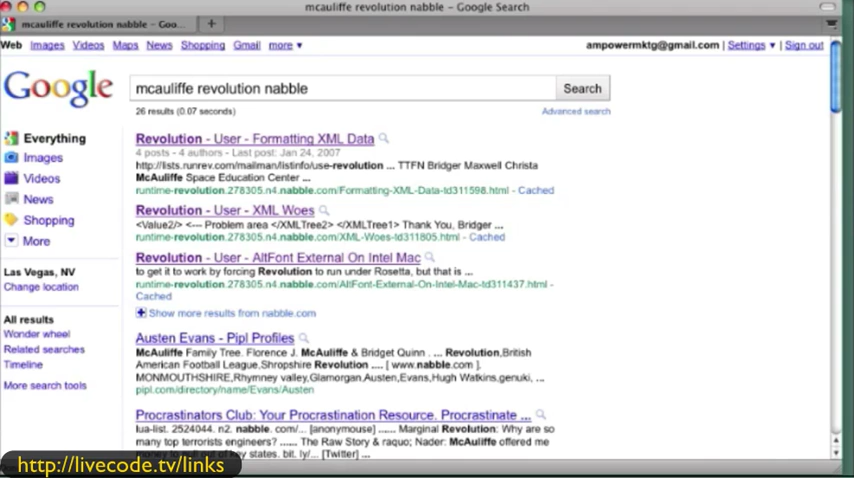 mcauliffe revolution nabble - Google Search
mcauliffe revolution nabble - Goo... +
Web Images Videos Maps News Shopping Gmail more ▼ ampowermktg@gmail.com | Settings ▼ | Sign out
Google mcauliffe revolution nabble Search
26 results (0.07 seconds) Advanced search
Everything
Images
Videos
News
Shopping
More
Las Vegas, NV
Change location
All results
Wonder wheel
Related searches
Timeline
More search tools
Revolution - User - Formatting XML Data
4 posts - 4 authors - Last post: Jan 24, 2007
http://lists.runrev.com/mailman/listinfo/use-revolution ... TTFN Bridger Maxwell Christa
McAuliffe Space Education Center ...
runtime-revolution.278305.n4.nabble.com/Formatting-XML-Data-td311598.html - Cached
Revolution - User - XML Woes
<Value2/> <--- Problem area </XMLTree2> </XMLTree1> Thank You, Bridger ...
runtime-revolution.278305.n4.nabble.com/XML-Woes-td311805.html - Cached
Revolution - User - AltFont External On Intel Mac
to get it to work by forcing Revolution to run under Rosetta, but that is ...
runtime-revolution.278305.n4.nabble.com/AltFont-External-On-Intel-Mac-td311437.html -
Cached
Show more results from nabble.com
Austen Evans - Pipl Profiles
McAuliffe Family Tree. Florence J. McAuliffe & Bridget Quinn . ... Revolution,British
American Football League,Shropshire Revolution .... [ www.nabble.com ].
MONMOUTHSHIRE,Rhymney valley,Glamorgan,Austen,Evans,Hugh Watkins,genuki, ...
pipl.com/directory/name/Evans/Austen
Procrastinators Club: Your Procrastination Resource. Procrastinate ...
lua-list. 2524044. n2. nabble. com/... [anonymouse] ... Marginal Revolution: Why are so
many top terrorists engineers? ...... The Raw Story & raquo; Nader: McAuliffe offered me
of key states. bit. ly/... [Twitter] ...
http://livecode.tv/links